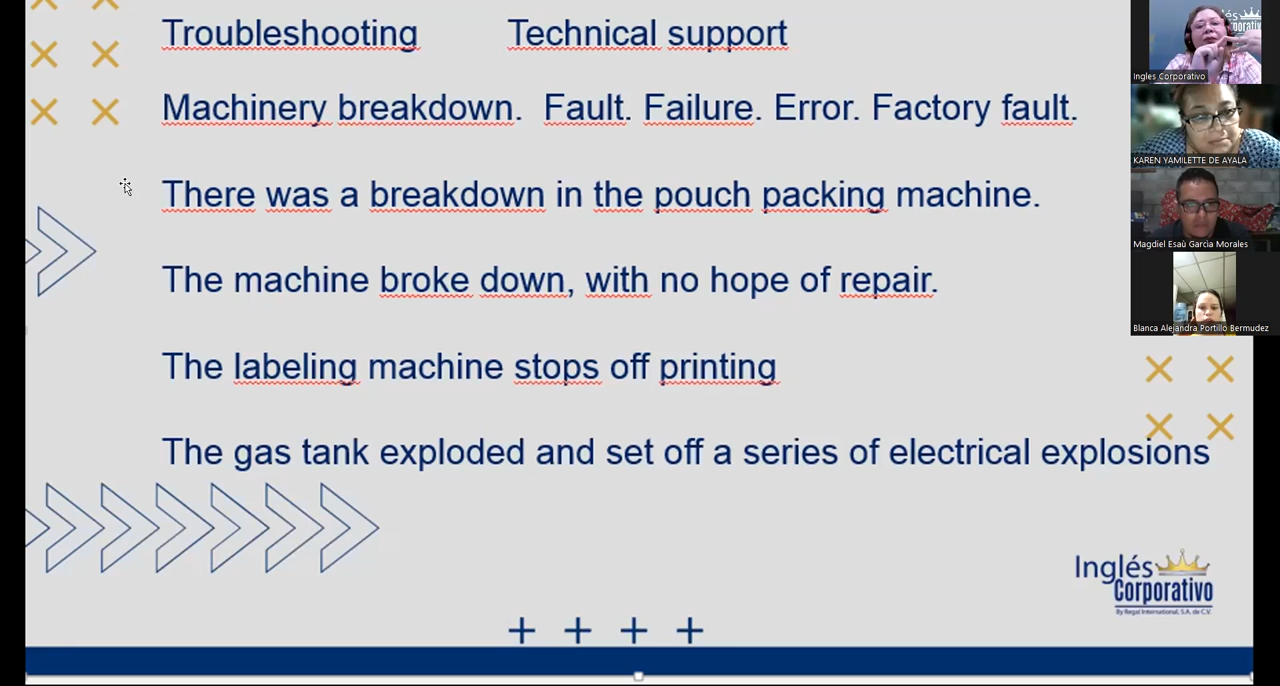 Troubleshooting Technical support
Machinery breakdown. Fault. Failure. Error. Factory fault.
There was a breakdown in the pouch packing machine.
The machine broke down, with no hope of repair.
The labeling machine stops off printing
The gas tank exploded and set off a series of electrical explosions
Inglés
Corporativo
By Regal International, S.A. de C.V.
Ingles Corporativo
KAREN YAMILETTE DE AYALA
Magdiel Esaù Garcìa Morales
Blanca Alejandra Portillo Bermudez